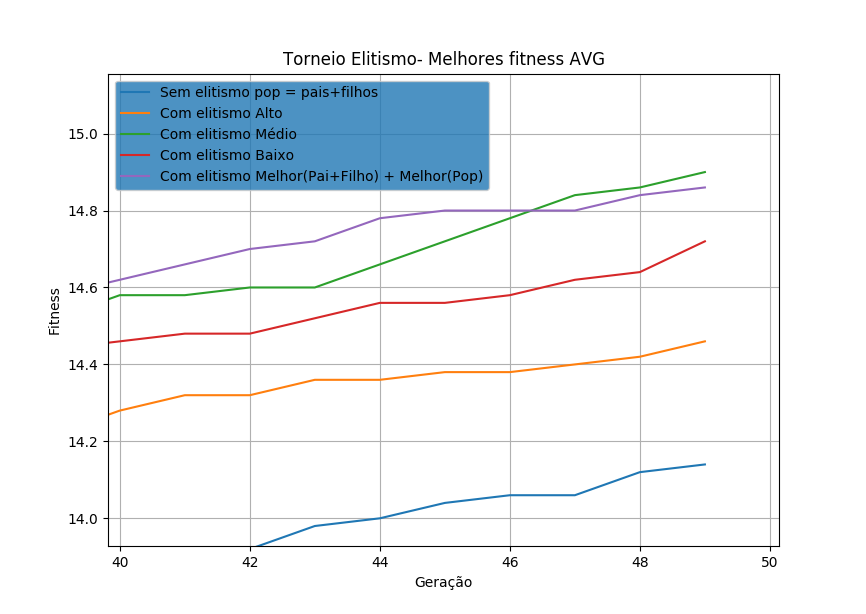 Torneio Elitismo- Melhores fitness AVG
Sem elitismo pop = pais+filhos
Com elitismo Alto
Com elitismo Médio
Com elitismo Baixo
Com elitismo Melhor(Pai+Filho) + Melhor(Pop)
15.0
14.8
14.6
14.4
14.2
14.0
Fitness
40 42 44 46 48 50
Geração